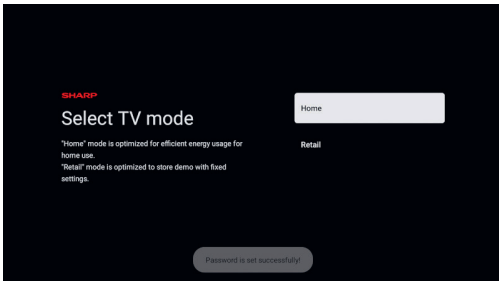 SHARP
Select TV mode
"Home" mode is optimized for efficient energy usage for
home use.
"Retail" mode is optimized to store demo with fixed
settings.
Home
Retail
Password is set successfully!